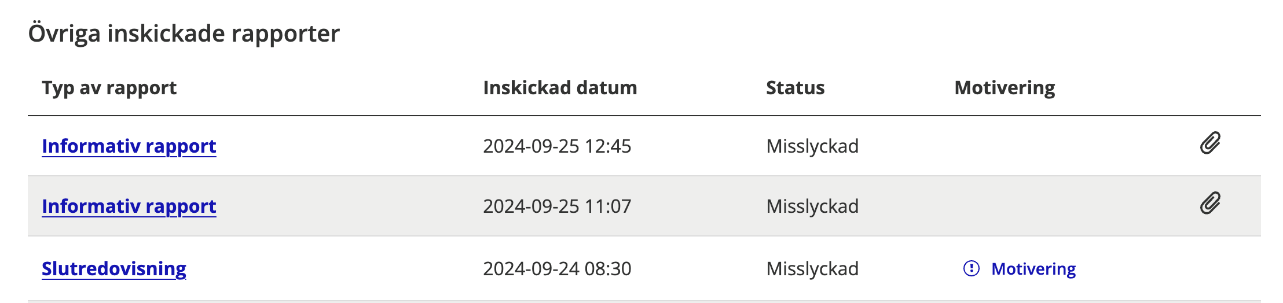 Övriga inskickade rapporter
Typ av rapport Inskickad datum Status Motivering
Informativ rapport 2024-09-25 12:45 Misslyckad
Informativ rapport 2024-09-25 11:07 Misslyckad
Slutredovisning 2024-09-24 08:30 Misslyckad Motivering